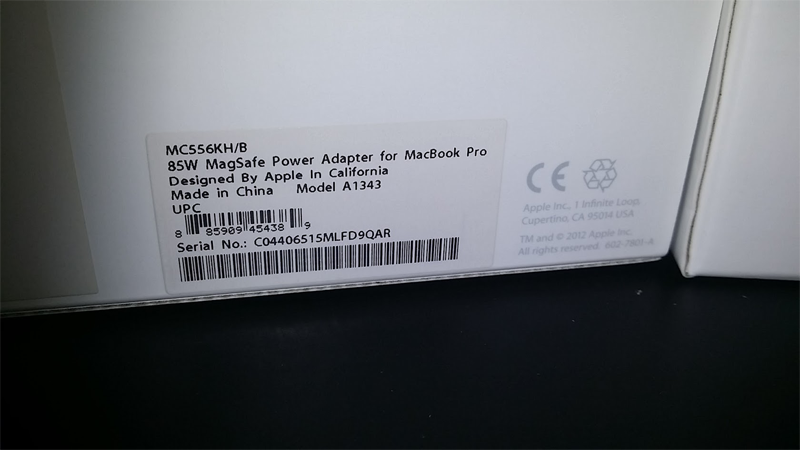 MC556KH/B
85W MagSafe Power Adapter for MacBook Pro
Designed By Apple In California
Made in China Model A1343
UPC
8 85909 45438 9
Serial No.: C04406515MLFD9QAR
CE
Apple Inc., 1 Infinite Loop,
Cupertino, CA 95014 USA
TM and © 2012 Apple Inc.
All rights reserved. 602-7801-A